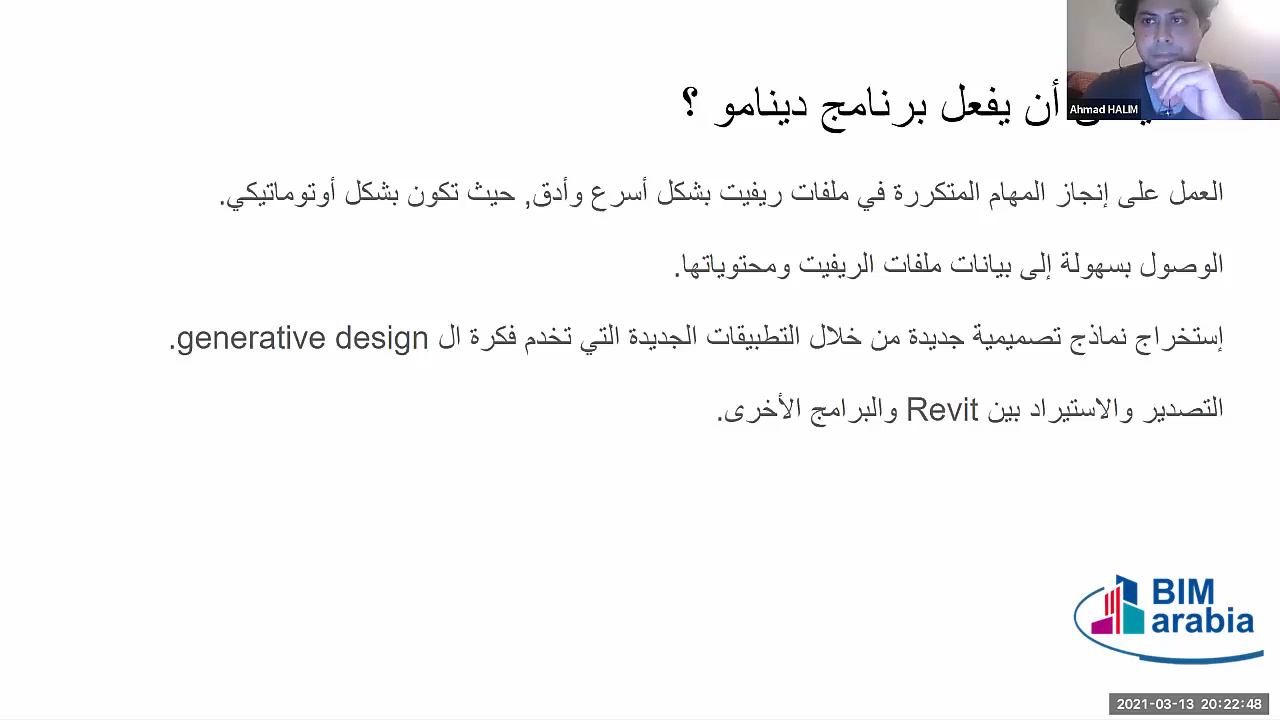 أن يفعل برنامج دينامو ؟
Ahmad HALIM
العمل على إنجاز المهام المتكررة في ملفات ريفيت بشكل أسرع وأدق, حيث تكون بشكل أوتوماتيكي.
الوصول بسهولة إلى بيانات ملفات الريفيت ومحتوياتها.
إستخراج نماذج تصميمية جديدة من خلال التطبيقات الجديدة التي تخدم فكرة ال generative design.
التصدير والاستيراد بين Revit والبرامج الأخرى.
BIM
arabia
2021-03-13 20:22:48